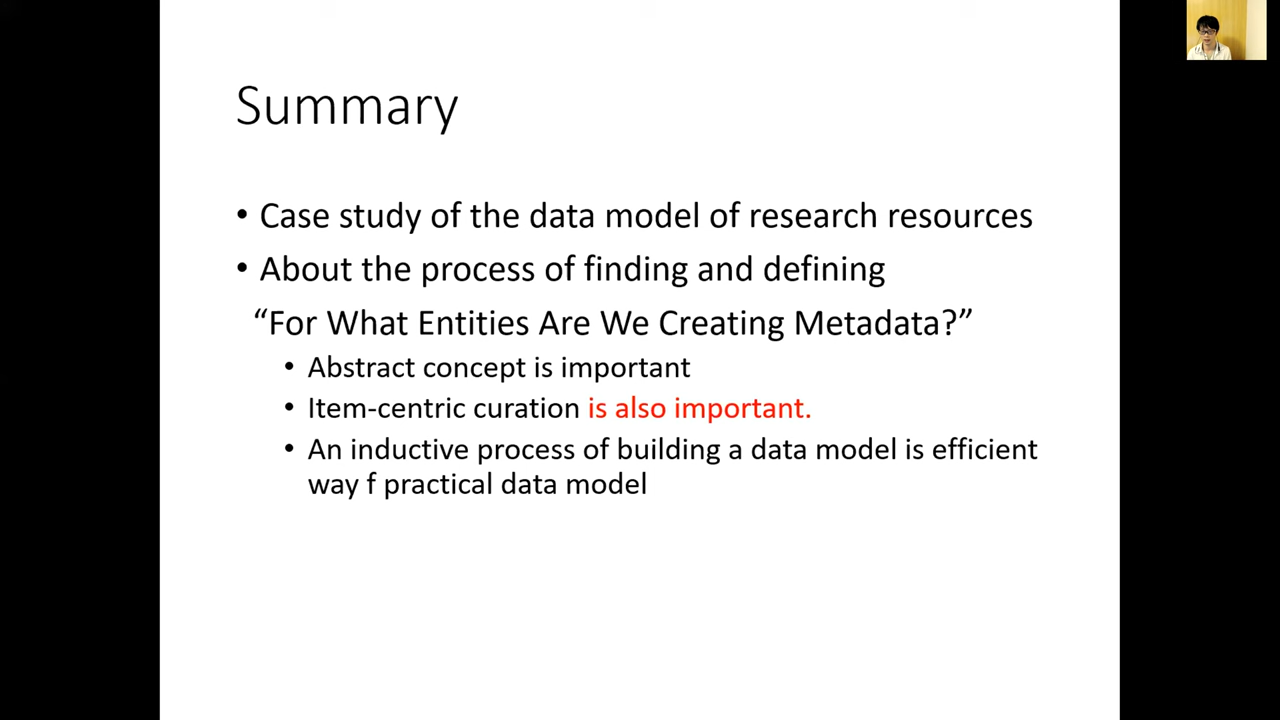 Summary
• Case study of the data model of research resources
• About the process of finding and defining
“For What Entities Are We Creating Metadata?”
• Abstract concept is important
• Item-centric curation is also important.
• An inductive process of building a data model is efficient
way f practical data model